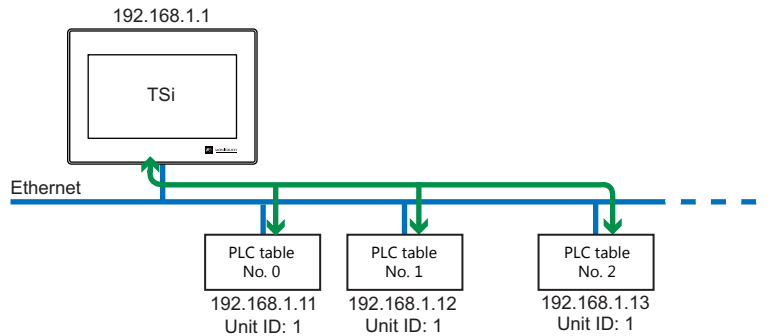 192.168.1.1
TSi
monitouch
Ethernet
PLC table
No. 0
PLC table
No. 1
PLC table
No. 2
192.168.1.11
Unit ID: 1
192.168.1.12
Unit ID: 1
192.168.1.13
Unit ID: 1